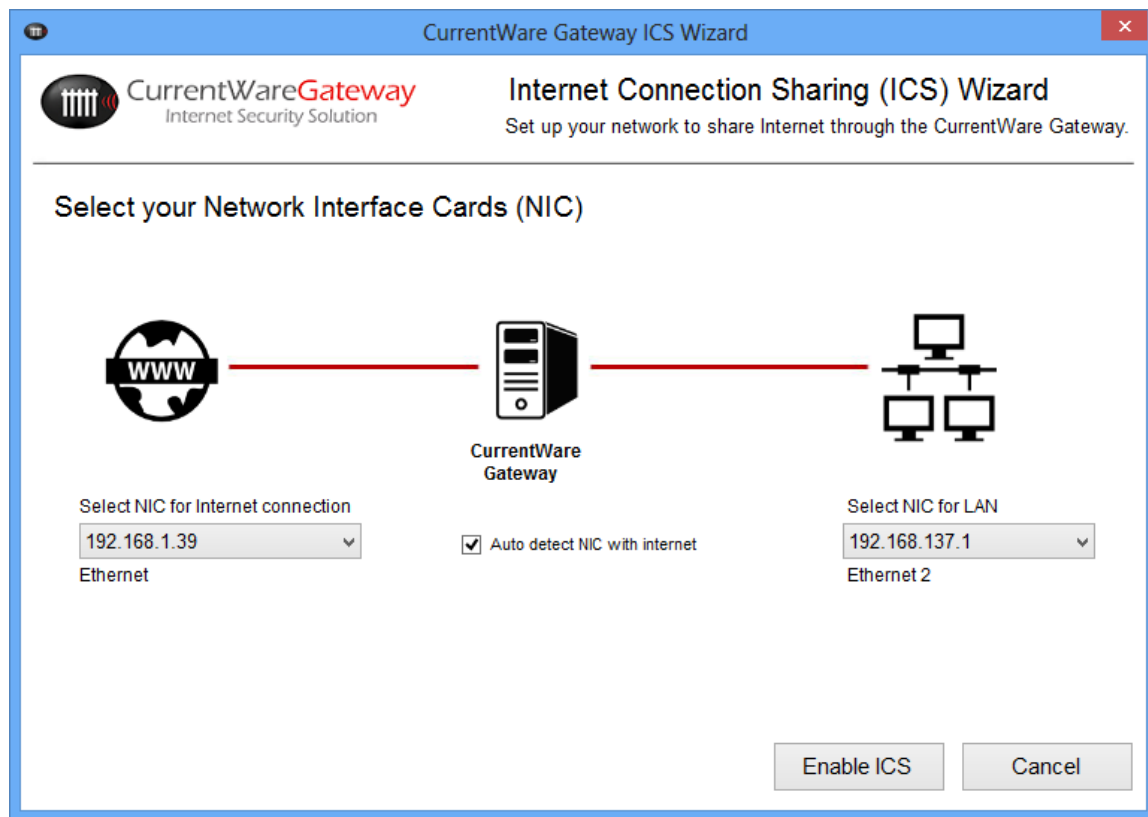 CurrentWare Gateway ICS Wizard
CurrentWareGateway
Internet Security Solution
Internet Connection Sharing (ICS) Wizard
Set up your network to share Internet through the CurrentWare Gateway.
Select your Network Interface Cards (NIC)
WWW
CurrentWare
Gateway
Select NIC for Internet connection
192.168.1.39
Ethernet
Auto detect NIC with internet
Select NIC for LAN
192.168.137.1
Ethernet 2
Enable ICS
Cancel